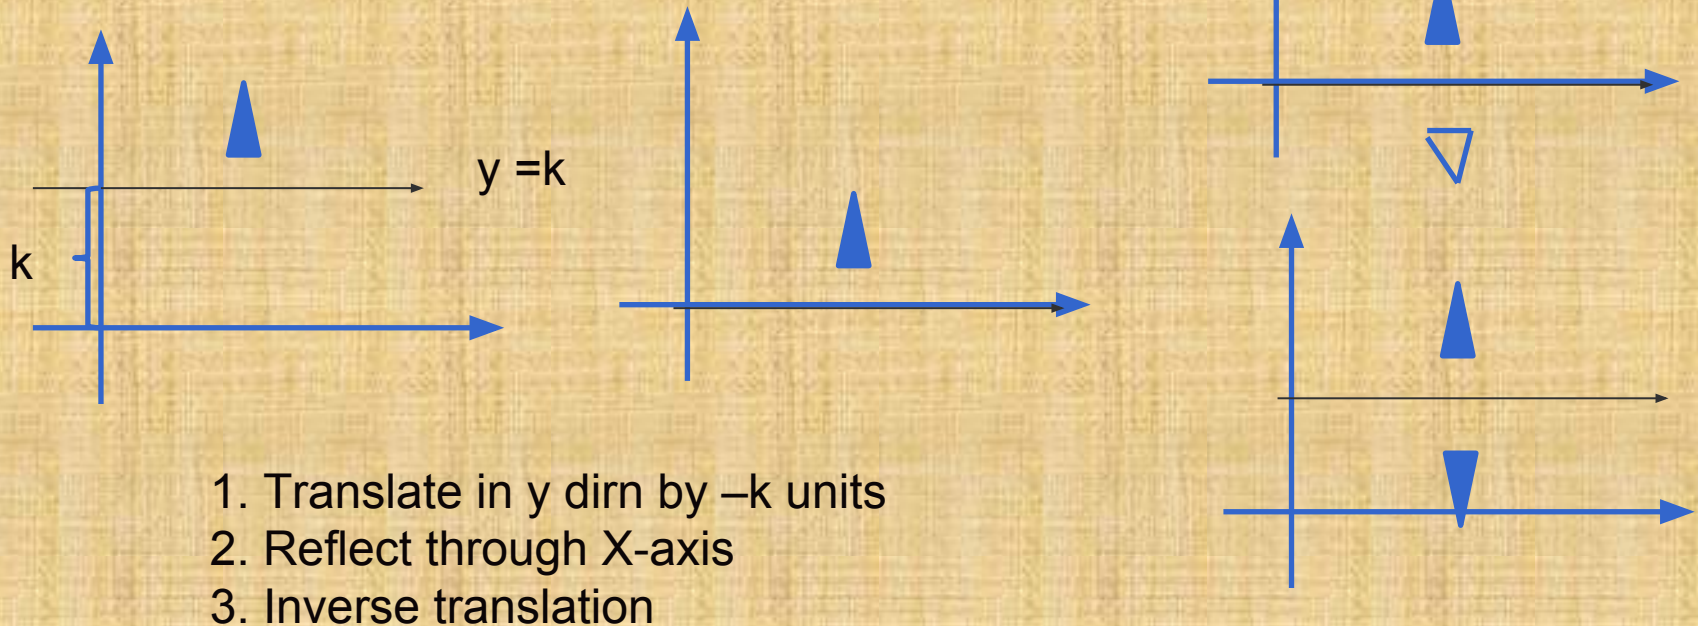 y =k
k
1. Translate in y dirn by –k units
2. Reflect through X-axis
3. Inverse translation